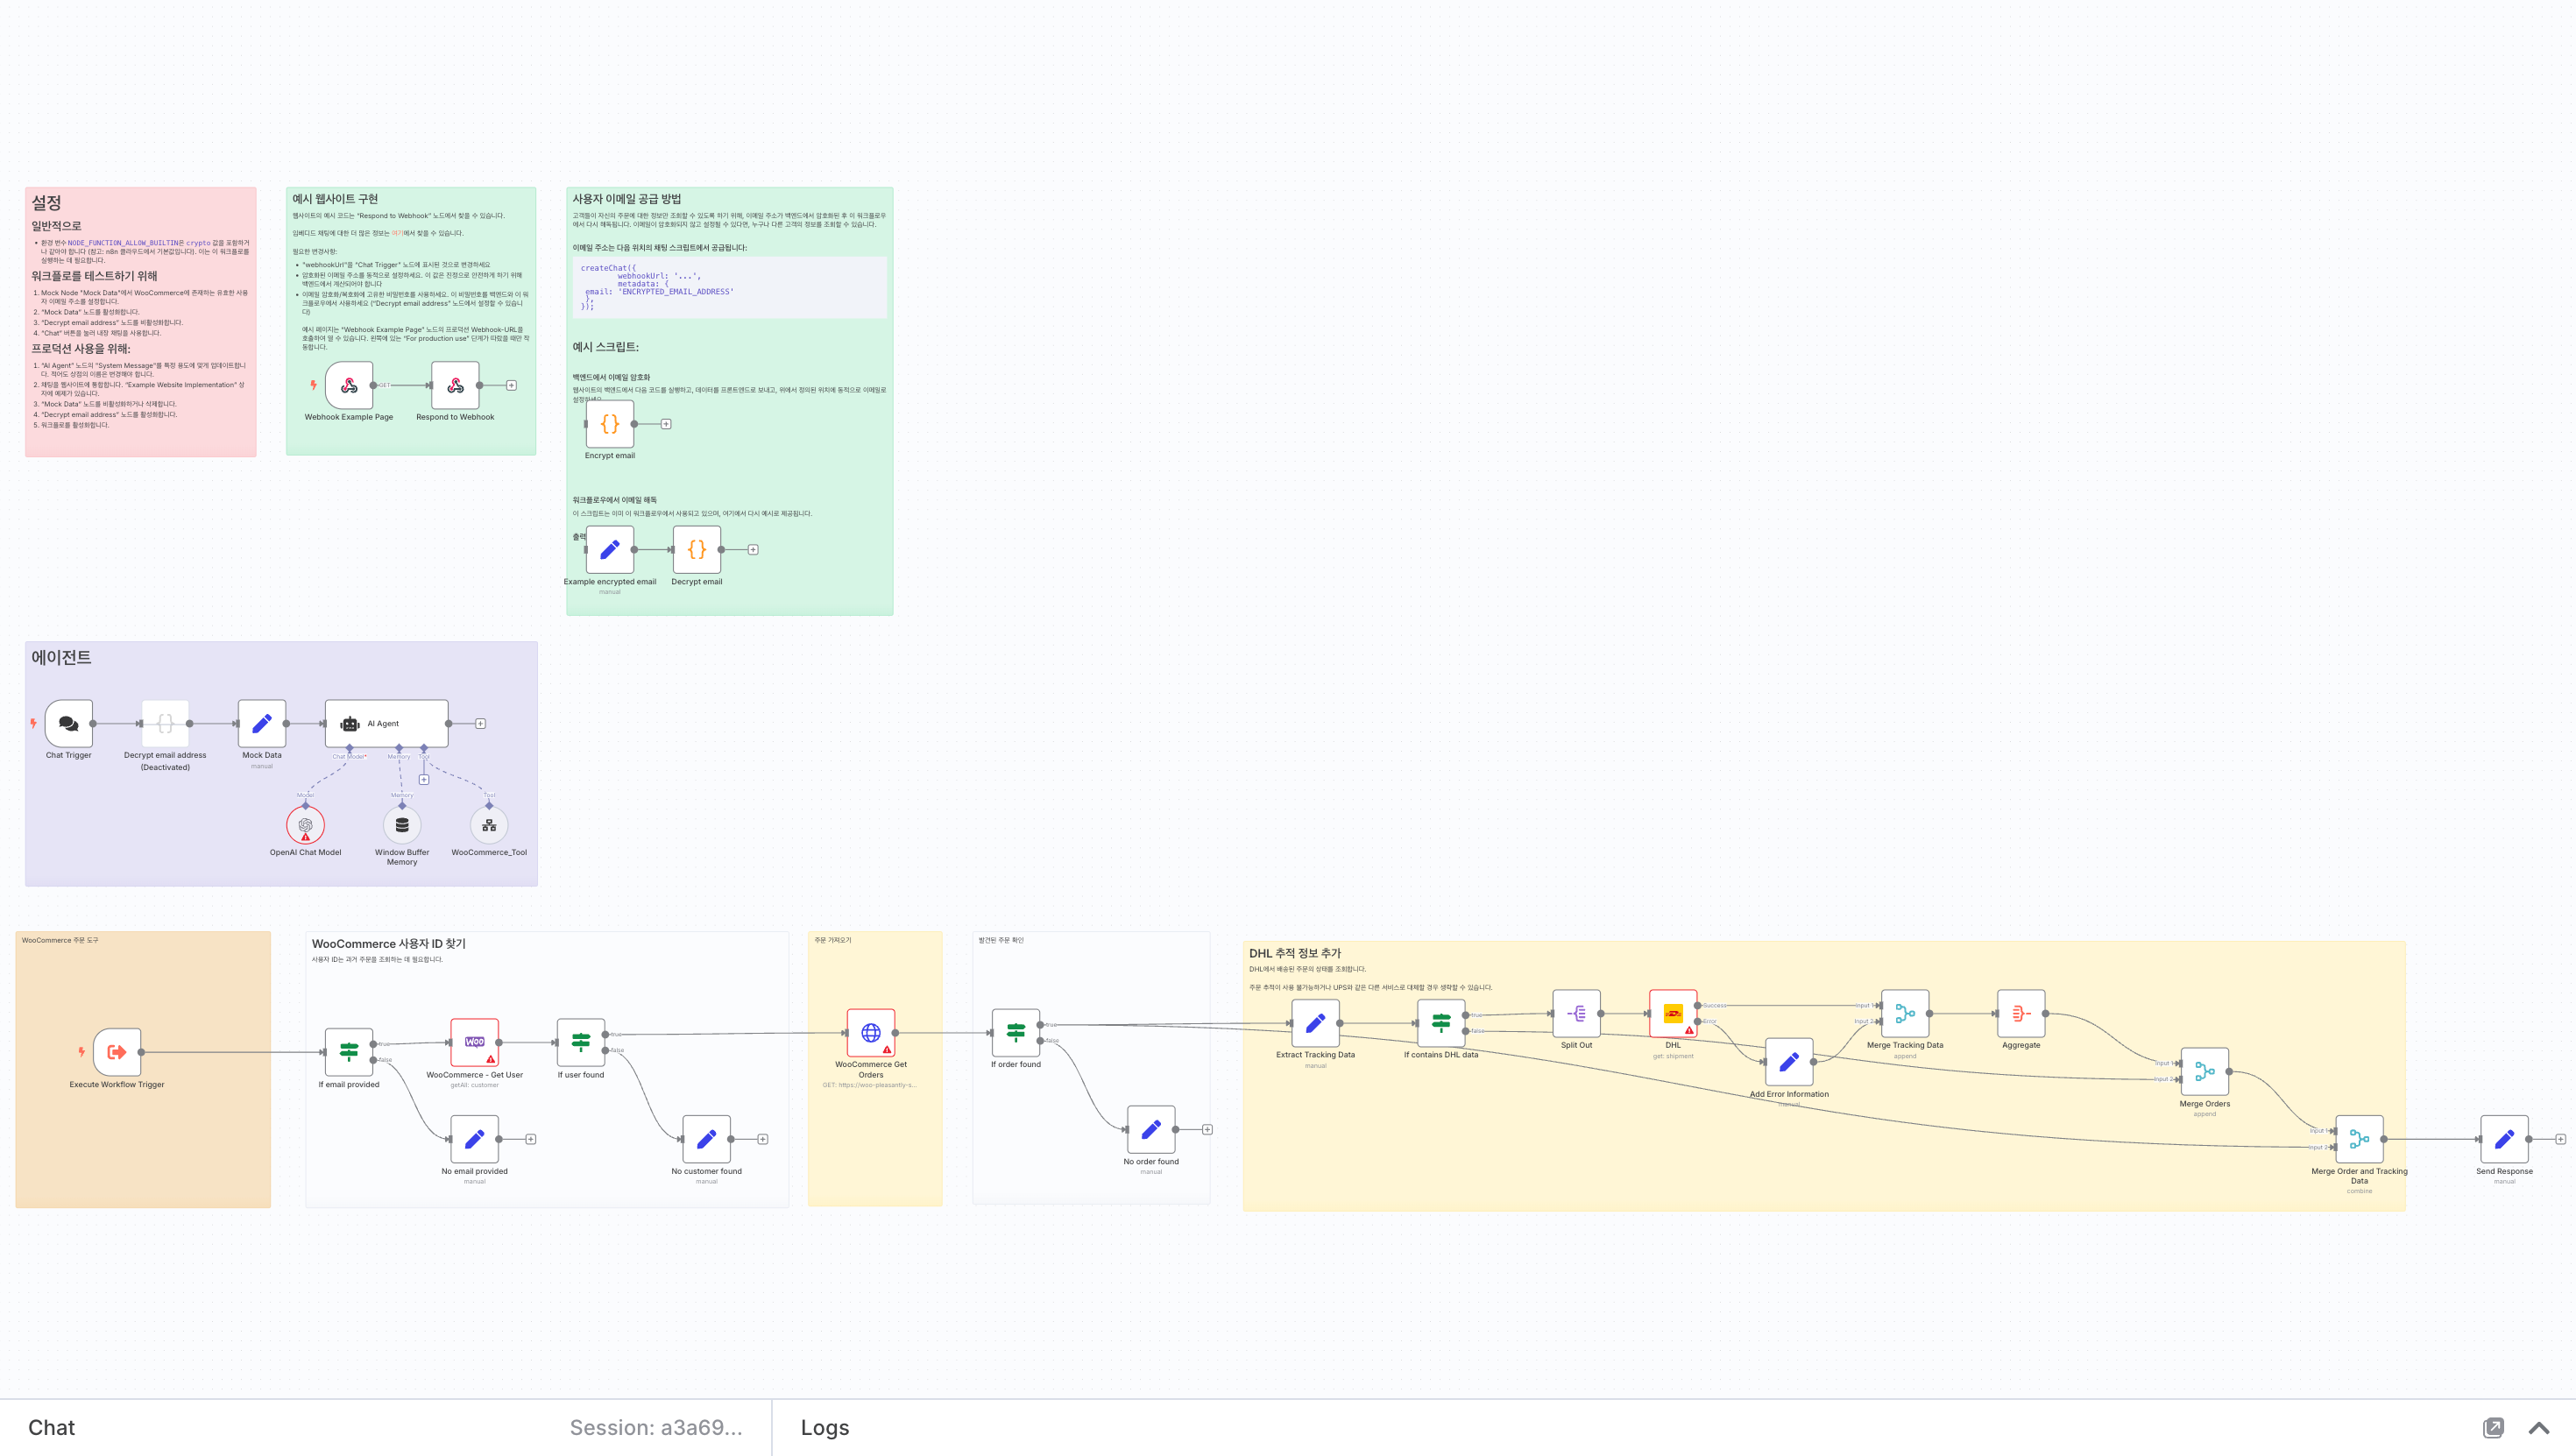 설정
일반적으로
• 환경 변수 NODE_FUNCTION_ALLOW_BUILTIN은 crypto 값을 포함하거
나 같아야 합니다 (참고: n8n 클라우드에서 기본값입니다). 이는 이 워크플로를
실행하는 데 필요합니다.
워크플로를 테스트하기 위해
1. Mock Node "Mock Data"에서 WooCommerce에 존재하는 유효한 사용
자 이메일 주소를 설정합니다.
2. "Mock Data" 노드를 활성화합니다.
3. "Decrypt email address" 노드를 비활성화합니다.
4. "Chat" 버튼을 눌러 내장 채팅을 사용합니다.
프로덕션 사용을 위해:
1. "AI Agent" 노드의 "System Message"를 특정 용도에 맞게 업데이트합니
다. 적어도 상점의 이름은 변경해야 합니다.
2. 채팅을 웹사이트에 통합합니다. "Example Website Implementation" 상
자에 예제가 있습니다.
3. "Mock Data" 노드를 비활성화하거나 삭제합니다.
4. "Decrypt email address" 노드를 활성화합니다.
5. 워크플로를 활성화합니다.
예시 웹사이트 구현
웹사이트의 예시 코드는 "Respond to Webhook" 노드에서 찾을 수 있습니다.
임베디드 채팅에 대한 더 많은 정보는 여기에서 찾을 수 있습니다.
필요한 변경사항:
• "webhookUrl"을 "Chat Trigger" 노드에 표시된 것으로 변경하세요
• 암호화된 이메일 주소를 동적으로 설정하세요. 이 값은 진정으로 안전하게 하기 위해
백엔드에서 계산되어야 합니다
• 이메일 암호화/복호화에 고유한 비밀번호를 사용하세요. 이 비밀번호를 백엔드와 이 워
크플로우에서 사용하세요 ("Decrypt email address" 노드에서 설정할 수 있습니
다)
예시 페이지는 "Webhook Example Page" 노드의 프로덕션 Webhook-URL을
호출하여 열 수 있습니다. 왼쪽에 있는 "For production use" 단계가 따랐을 때만 작
동합니다.
GET
Webhook Example Page
Respond to Webhook
사용자 이메일 공급 방법
고객들이 자신의 주문에 대한 정보만 조회할 수 있도록 하기 위해, 이메일 주소가 백엔드에서 암호화된 후 이 워크플로우
에서 다시 해독됩니다. 이메일이 암호화되지 않고 설정될 수 있다면, 누구나 다른 고객의 정보를 조회할 수 있습니다.
이메일 주소는 다음 위치의 채팅 스크립트에서 공급됩니다:
createChat({
webhookUrl: '...',
metadata: {
email: 'ENCRYPTED_EMAIL_ADDRESS'
},
});
예시 스크립트:
백엔드에서 이메일 암호화
웹사이트의 백엔드에서 다음 코드를 실행하고, 데이터를 프론트엔드로 보내고, 위에서 정의된 위치에 동적으로 이메일로
설정하세요.
Encrypt email
워크플로우에서 이메일 해독
이 스크립트는 이미 이 워크플로우에서 사용되고 있으며, 여기에서 다시 예시로 제공됩니다.
출력
Example encrypted email
manual
Decrypt email
에이전트
Chat Trigger
Decrypt email address
(Deactivated)
Mock Data
manual
AI Agent
Chat Model*
Memory
Tool
Model
Memory
Tool
OpenAI Chat Model
Window Buffer
Memory
WooCommerce_Tool
WooCommerce 주문 도구
Execute Workflow Trigger
WooCommerce 사용자 ID 찾기
사용자 ID는 과거 주문을 조회하는 데 필요합니다.
If email provided
true
false
WOO
WooCommerce - Get User
getAll: customer
If user found
true
false
No email provided
manual
No customer found
manual
주문 가져오기
WooCommerce Get
Orders
GET: https://woo-pleasantly-s...
발견된 주문 확인
If order found
true
false
No order found
manual
DHL 추적 정보 추가
DHL에서 배송된 주문의 상태를 조회합니다.
주문 추적이 사용 불가능하거나 UPS와 같은 다른 서비스로 대체할 경우 생략할 수 있습니다.
Extract Tracking Data
manual
If contains DHL data
true
false
Split Out
DHL
get: shipment
Success
Error
Add Error Information
manual
Input 1
Input 2
Merge Tracking Data
append
Aggregate
Input 1
Input 2
Merge Orders
append
Input 1
Input 2
Merge Order and Tracking
Data
combine
Send Response
manual
Chat
Session: a3a69...
Logs